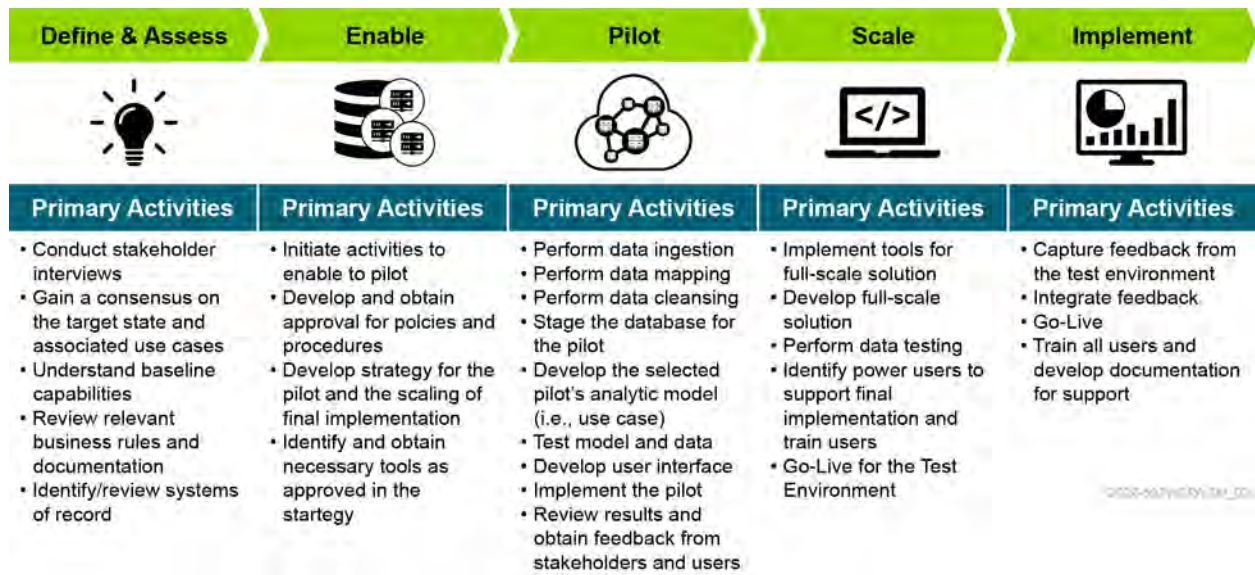 Define & Assess
Enable
Pilot
Scale
Implement
</>
Primary Activities
• Conduct stakeholder
interviews
• Gain a consensus on
the target state and
associated use cases
• Understand baseline
capabilities
• Review relevant
business rules and
documentation
• Identify/review systems
of record
Primary Activities
• Initiate activities to
enable to pilot
• Develop and obtain
approval for polcies and
procedures
• Develop strategy for the
pilot and the scaling of
final implementation
• Identify and obtain
necessary tools as
approved in the
startegy
Primary Activities
• Perform data ingestion
• Perform data mapping
• Perform data cleansing
• Stage the database for
the pilot
• Develop the selected
pilot's analytic model
(i.e., use case)
• Test model and data
• Develop user interface
• Implement the pilot
• Review results and
obtain feedback from
stakeholders and users
Primary Activities
• Implement tools for
full-scale solution
• Develop full-scale
solution
• Perform data testing
• Identify power users to
support final
implementation and
train users
• Go-Live for the Test
Environment
Primary Activities
• Capture feedback from
the test environment
• Integrate feedback
• Go-Live
• Train all users and
develop documentation
for support